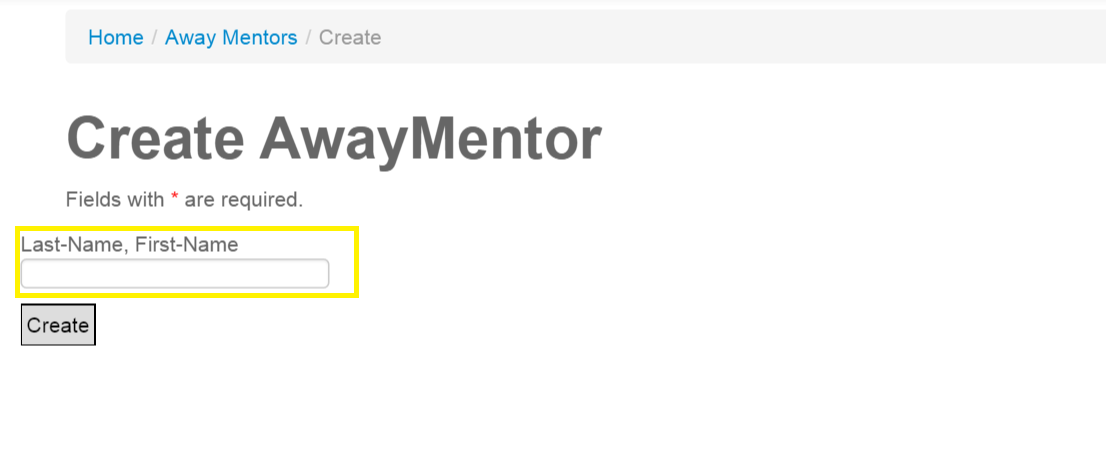 Home / Away Mentors / Create
Create AwayMentor
Fields with * are required.
Last-Name, First-Name
Create